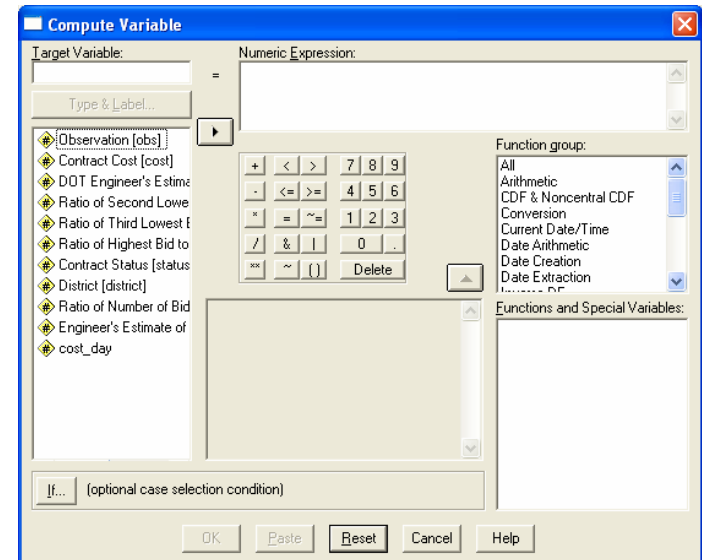 Compute Variable
Target Variable:
=
Numeric Expression:
Type & Label...
Observation [obs]
Contract Cost [cost]
DOT Engineer's Estima
Ratio of Second Lowe
Ratio of Third Lowest
Ratio of Highest Bid to
Contract Status [status
District [district]
Ratio of Number of Bid
Engineer's Estimate of
cost_day
+ < > 7 8 9
- <= >= 4 5 6
* = ~= 1 2 3
/ & | 0 .
** ~ () Delete
Function group:
All
Arithmetic
CDF & Noncentral CDF
Conversion
Current Date/Time
Date Arithmetic
Date Creation
Date Extraction
Functions and Special Variables:
If... (optional case selection condition)
OK Paste Reset Cancel Help